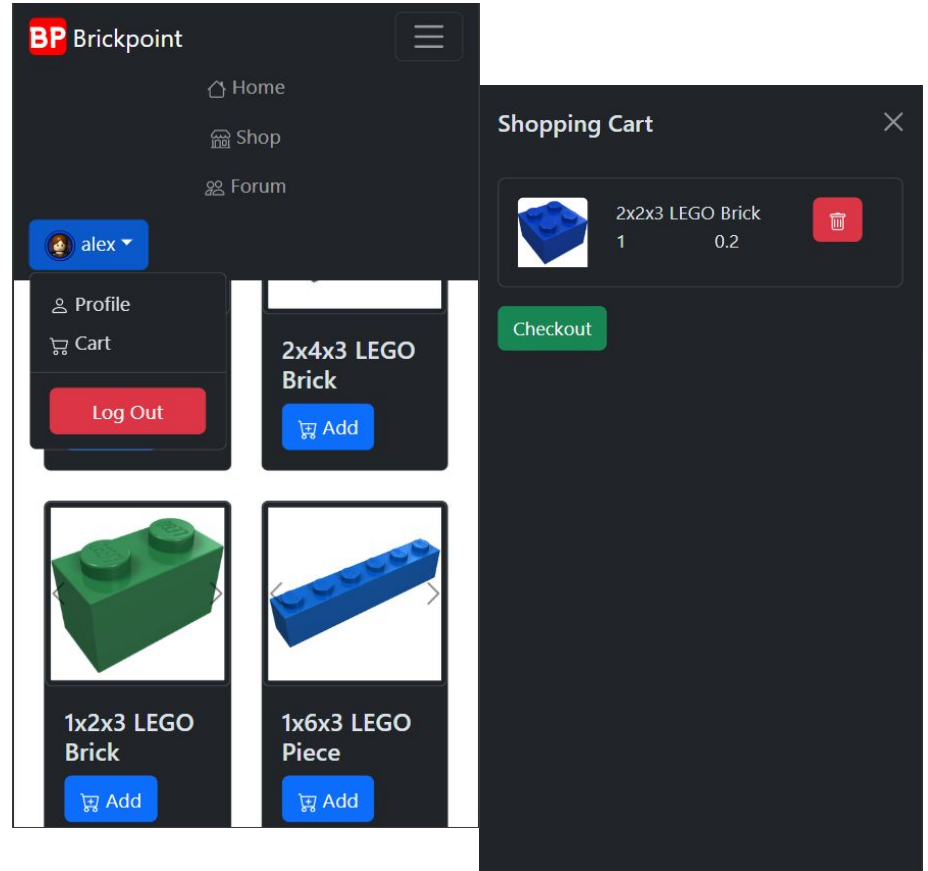 BP Brickpoint
Home
Shop
Forum
alex
Profile
Cart
Log Out
2x4x3 LEGO
Brick
Add
1x2x3 LEGO
Brick
Add
1x6x3 LEGO
Piece
Add
Shopping Cart
2x2x3 LEGO Brick
1 0.2
Checkout